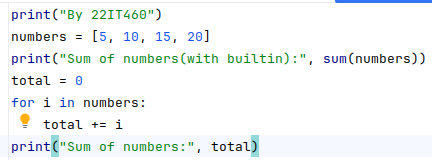 print("By 22IT460")
numbers = [5, 10, 15, 20]
print("Sum of numbers(with builtin):", sum(numbers))
total = 0
for i in numbers:
    total += i
print("Sum of numbers:", total)